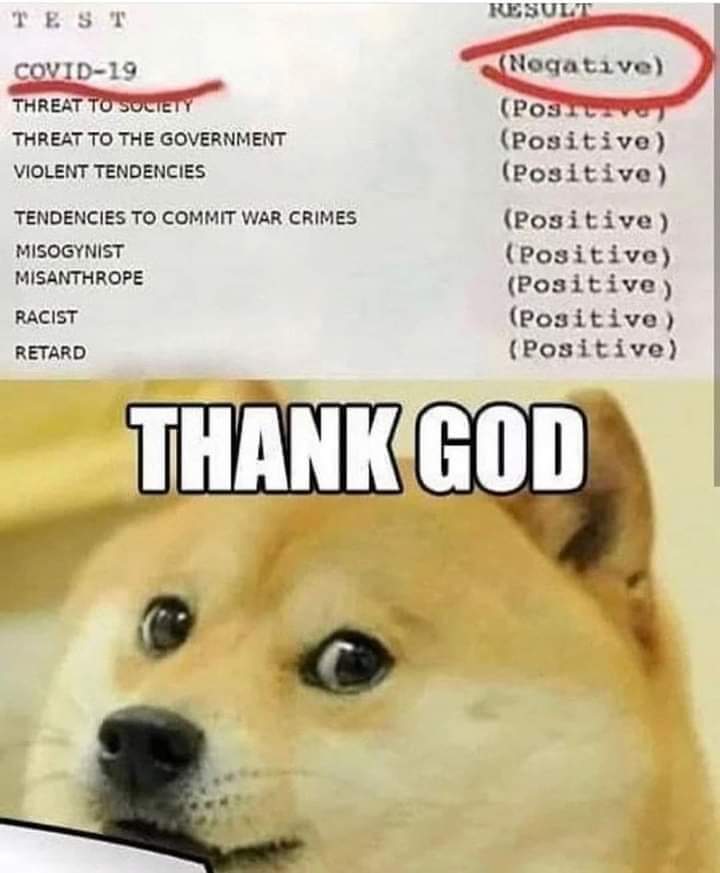 TEST RESULT
COVID-19 (Negative)
THREAT TO SOCIETY (Positive)
THREAT TO THE GOVERNMENT (Positive)
VIOLENT TENDENCIES (Positive)
TENDENCIES TO COMMIT WAR CRIMES (Positive)
MISOGYNIST (Positive)
MISANTHROPE (Positive)
RACIST (Positive)
RETARD (Positive)
THANK GOD